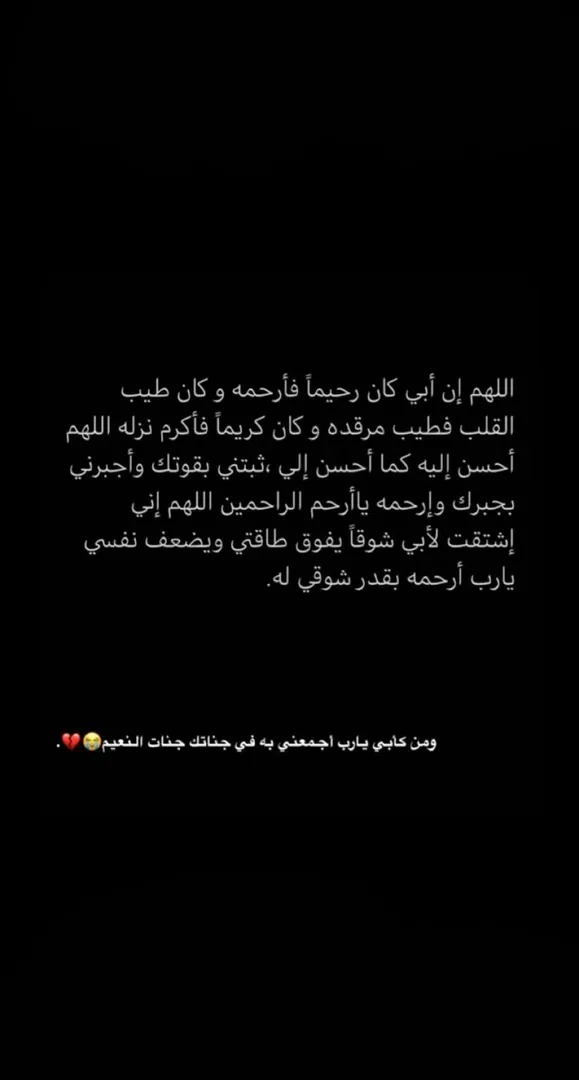 اللهم إن أبي كان رحيماً فأرحمه و كان طيب
القلب فطيب مرقده و كان كريماً فأكرم نزله اللهم
أحسن إليه كما أحسن إلي ،ثبتني بقوتك وأجبرني
بجبرك وإرحمه ياأرحم الراحمين اللهم إني
إشتقت لأبي شوقاً يفوق طاقتي ويضعف نفسي
يارب أرحمه بقدر شوقي له.
ومن كأبي يارب أجمعني به في جناتك جنات النعيم😭💔.